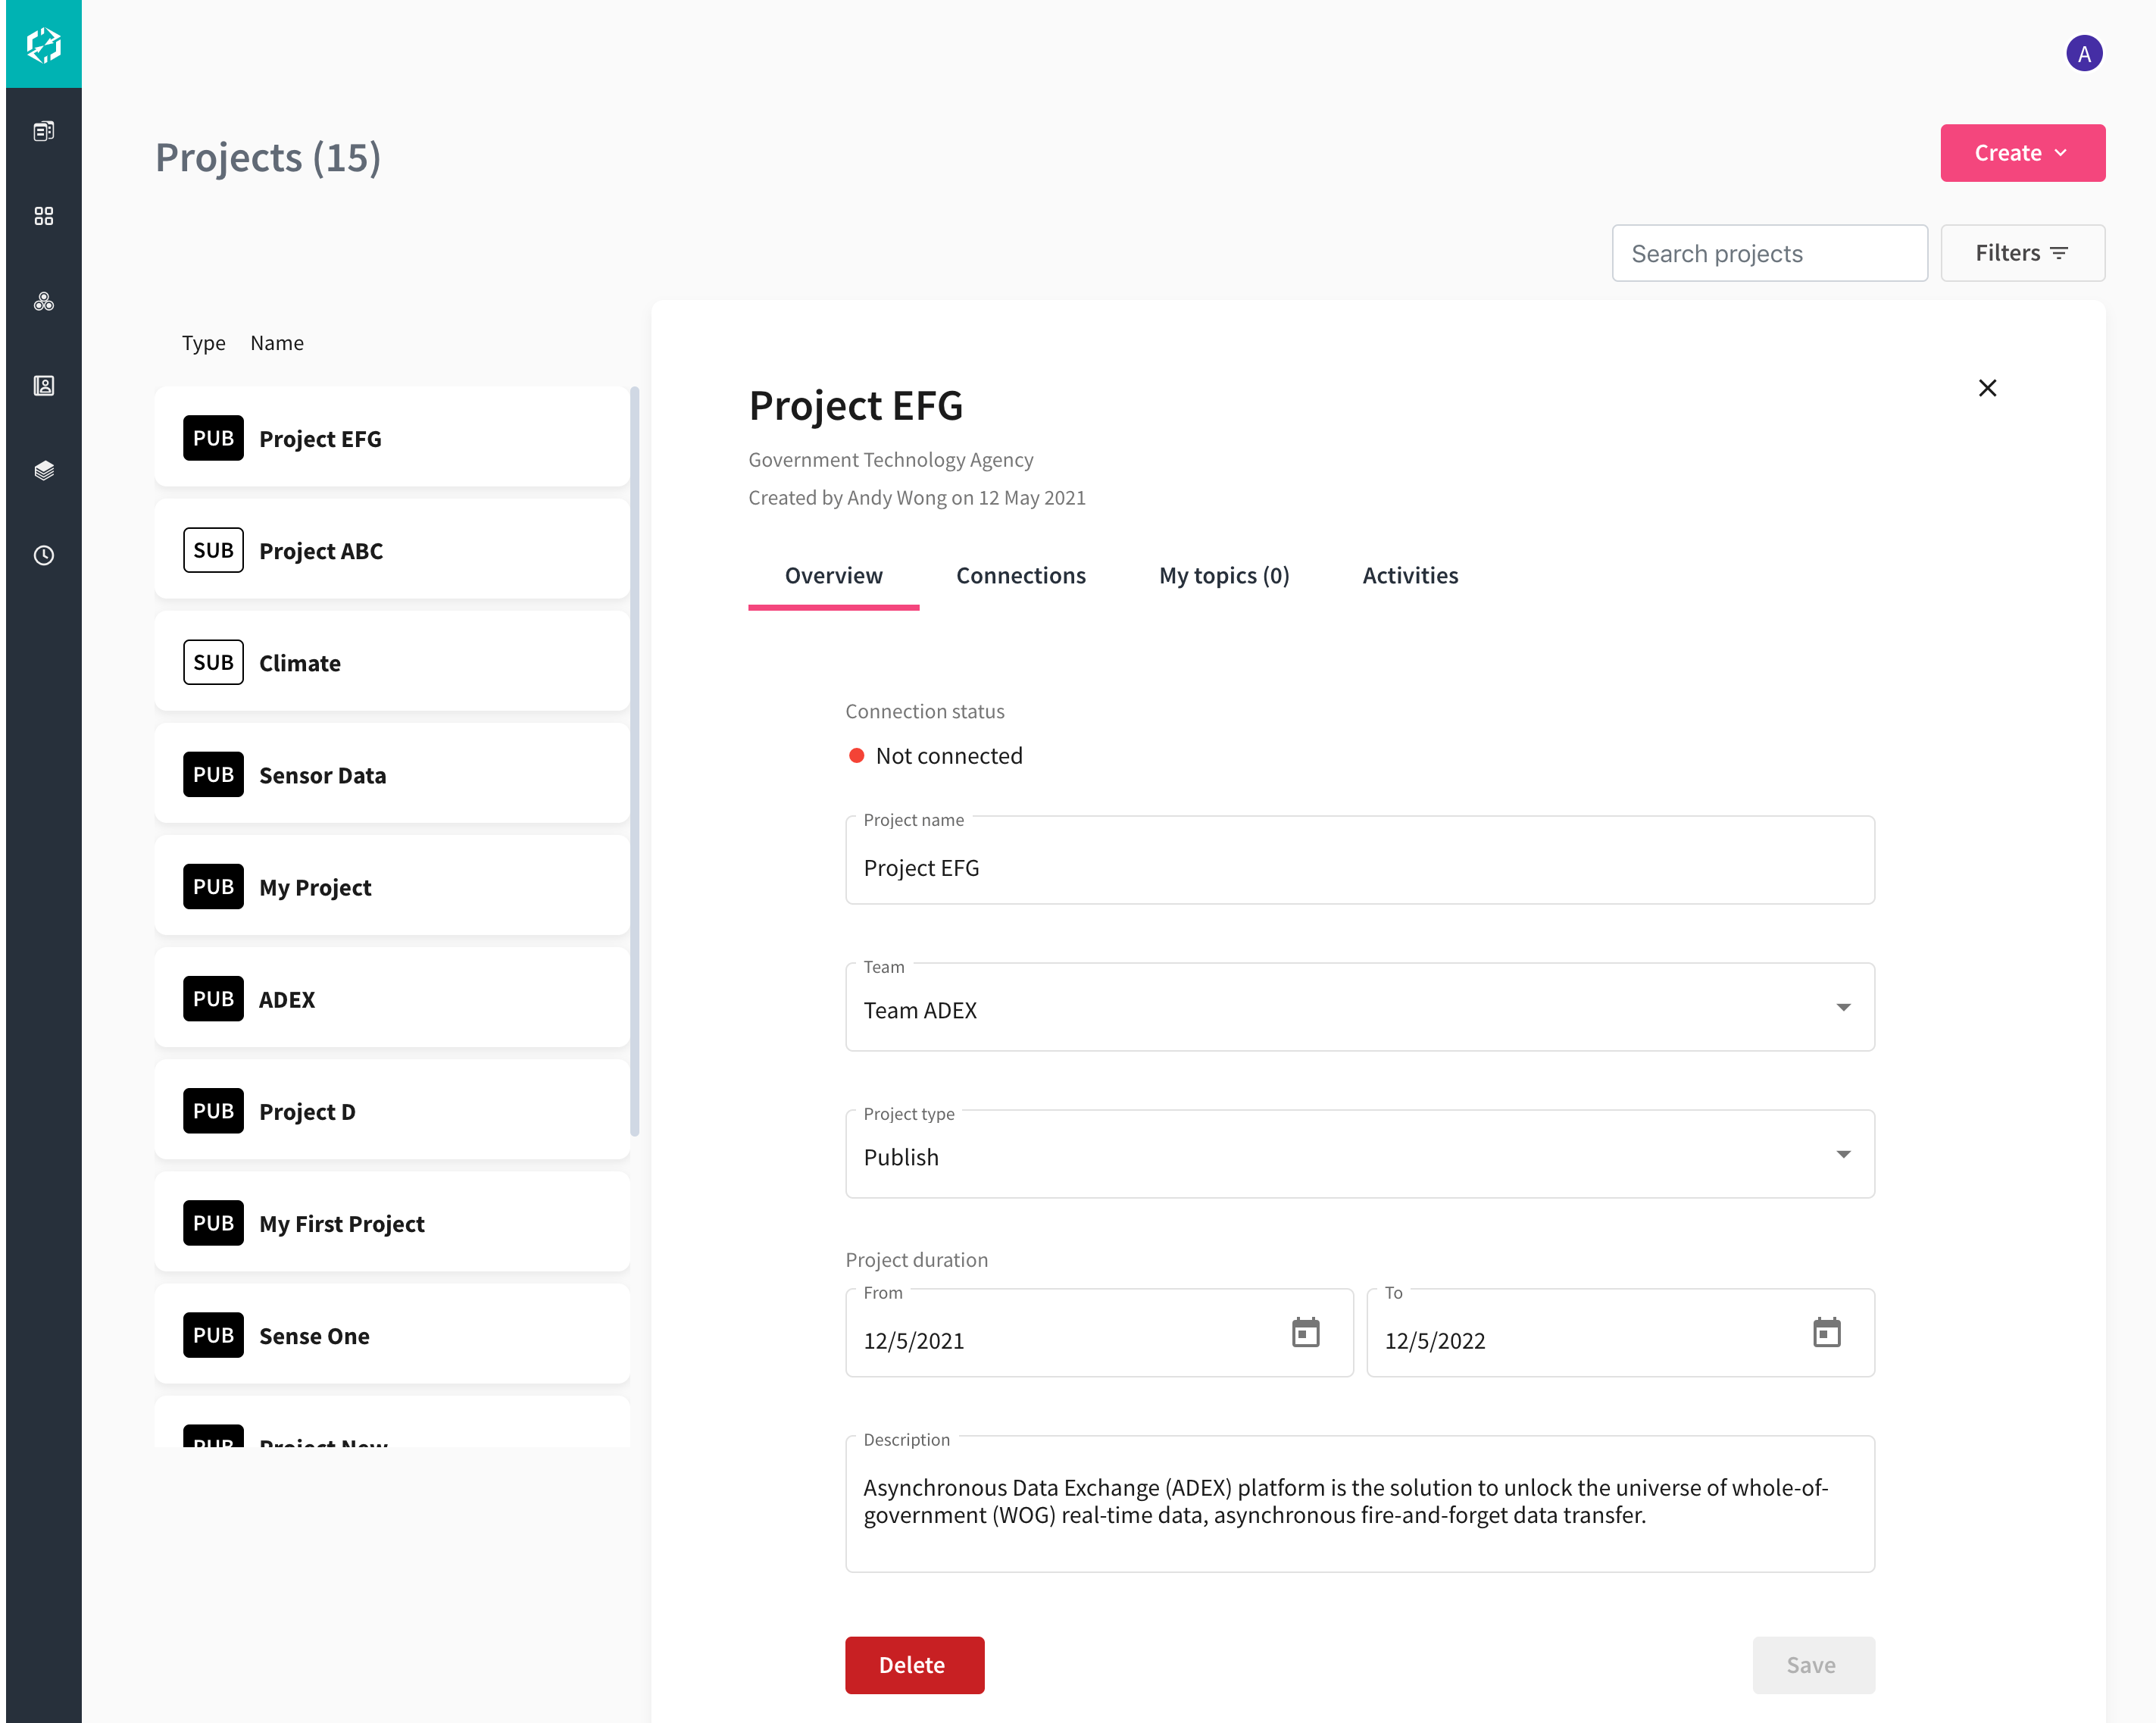 A
Projects (15)
Create
Search projects
Filters
Type Name
PUB Project EFG
SUB Project ABC
SUB Climate
PUB Sensor Data
PUB My Project
PUB ADEX
PUB Project D
PUB My First Project
PUB Sense One
PUB Project New
Project EFG
Government Technology Agency
Created by Andy Wong on 12 May 2021
Overview Connections My topics (0) Activities
Connection status
Not connected
Project name
Project EFG
Team
Team ADEX
Project type
Publish
Project duration
From
12/5/2021
To
12/5/2022
Description
Asynchronous Data Exchange (ADEX) platform is the solution to unlock the universe of whole-of-
government (WOG) real-time data, asynchronous fire-and-forget data transfer.
Delete
Save